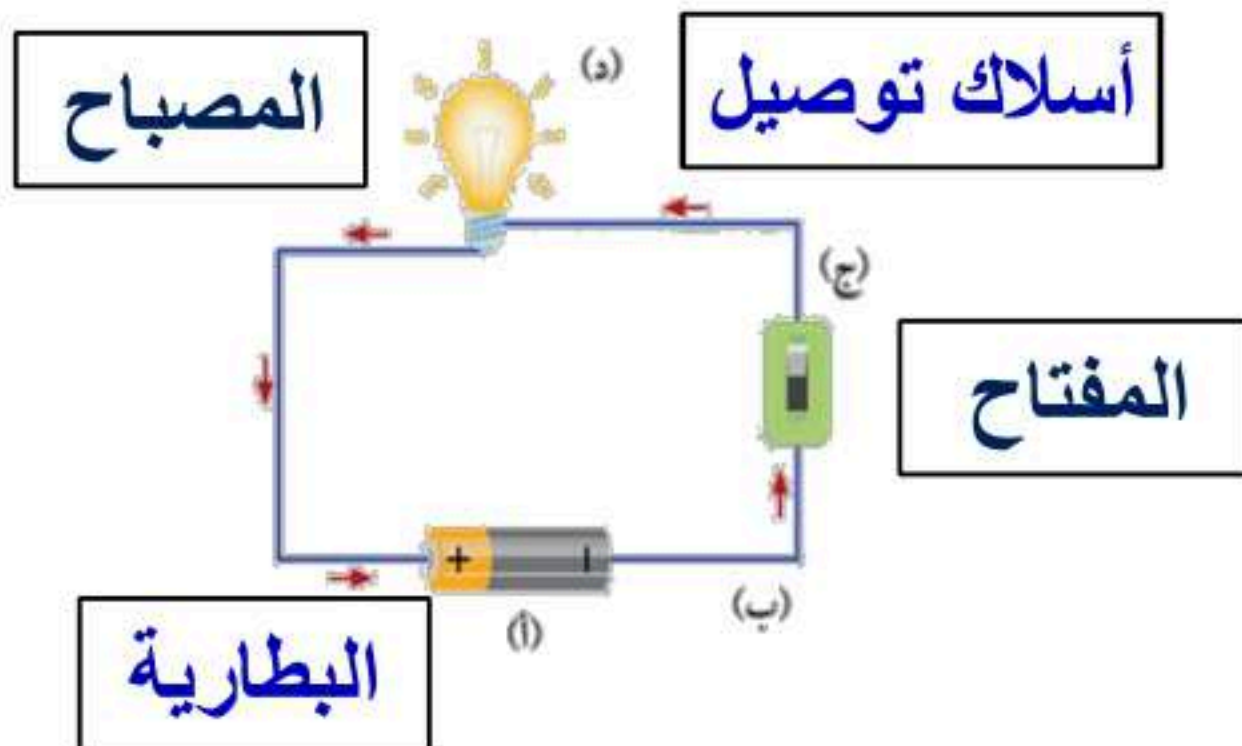 أسلاك توصيل
(د)
المصباح
(ج)
المفتاح
+ -
(ب)
(أ)
البطارية